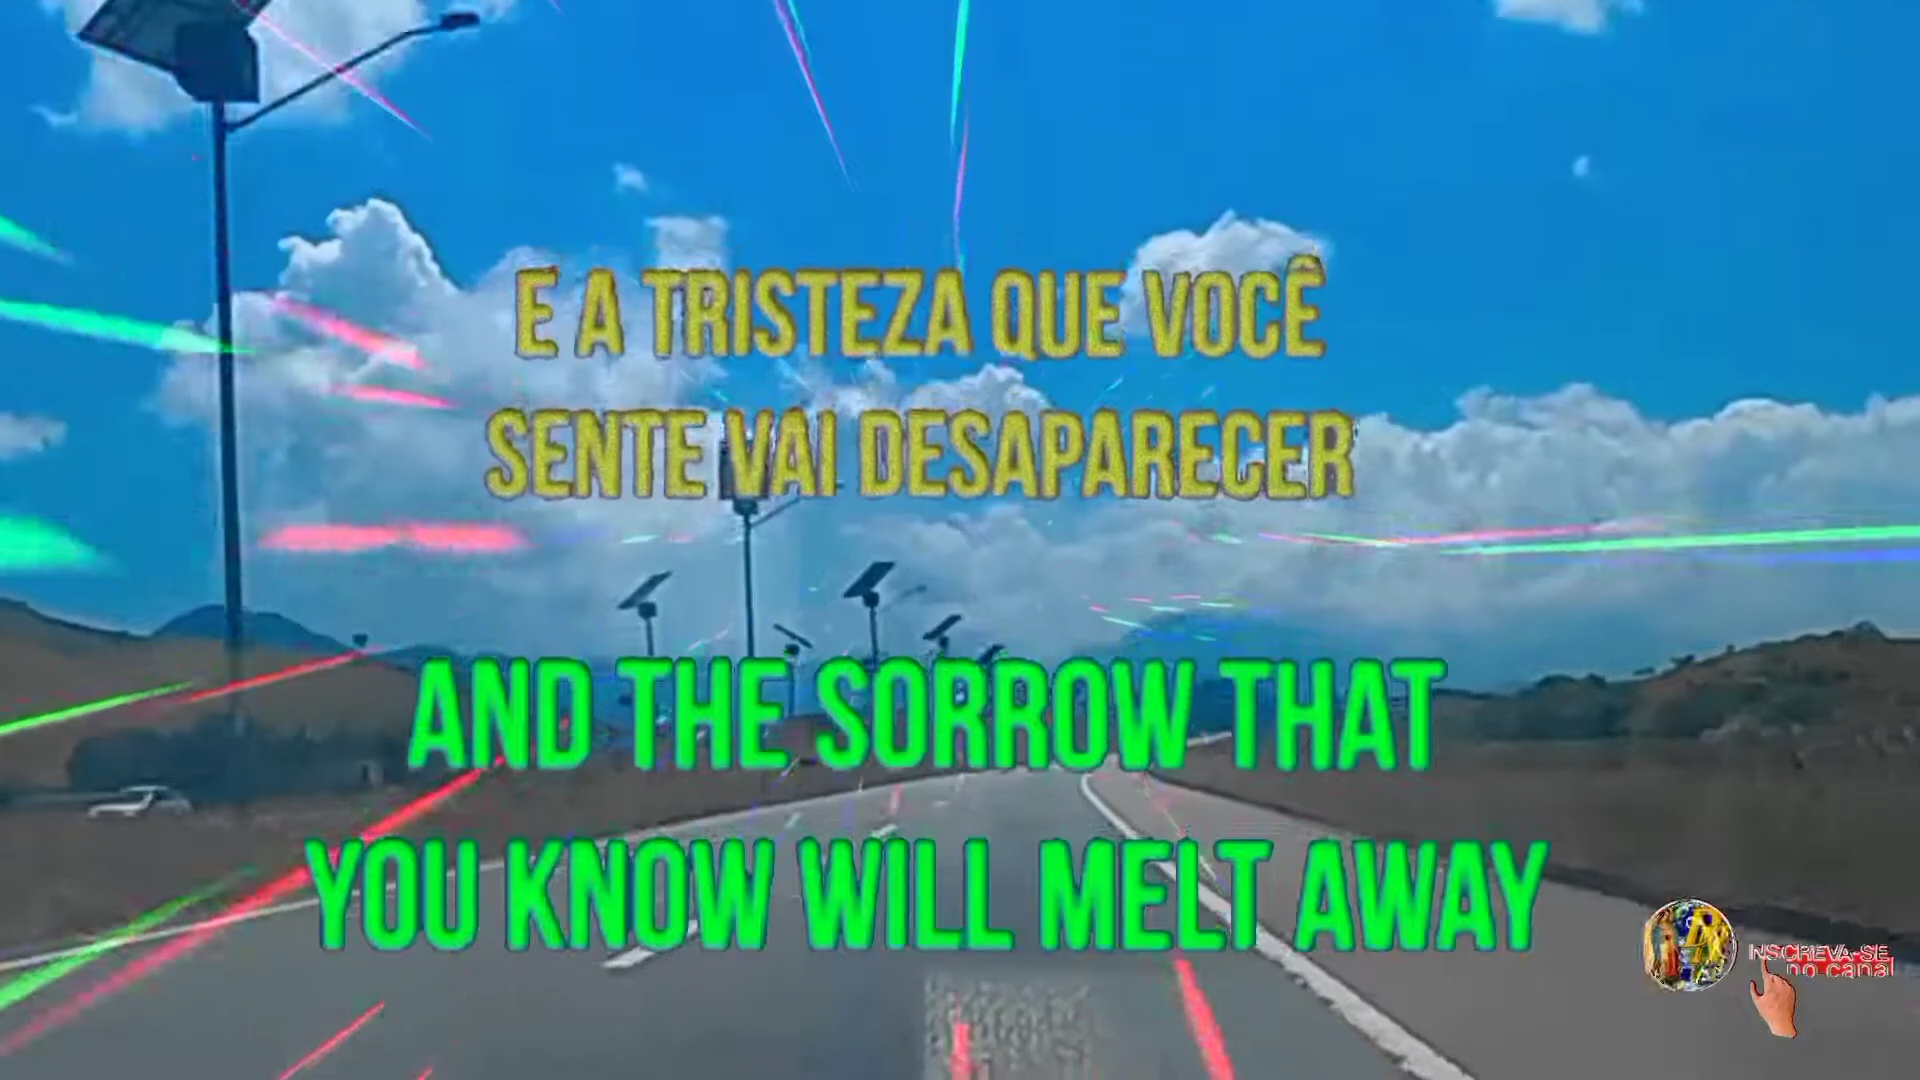 E A TRISTEZA QUE VOCÊ
SENTE VAI DESAPARECER
AND THE SORROW THAT
YOU KNOW WILL MELT AWAY
INSCREVA-SE
no canal